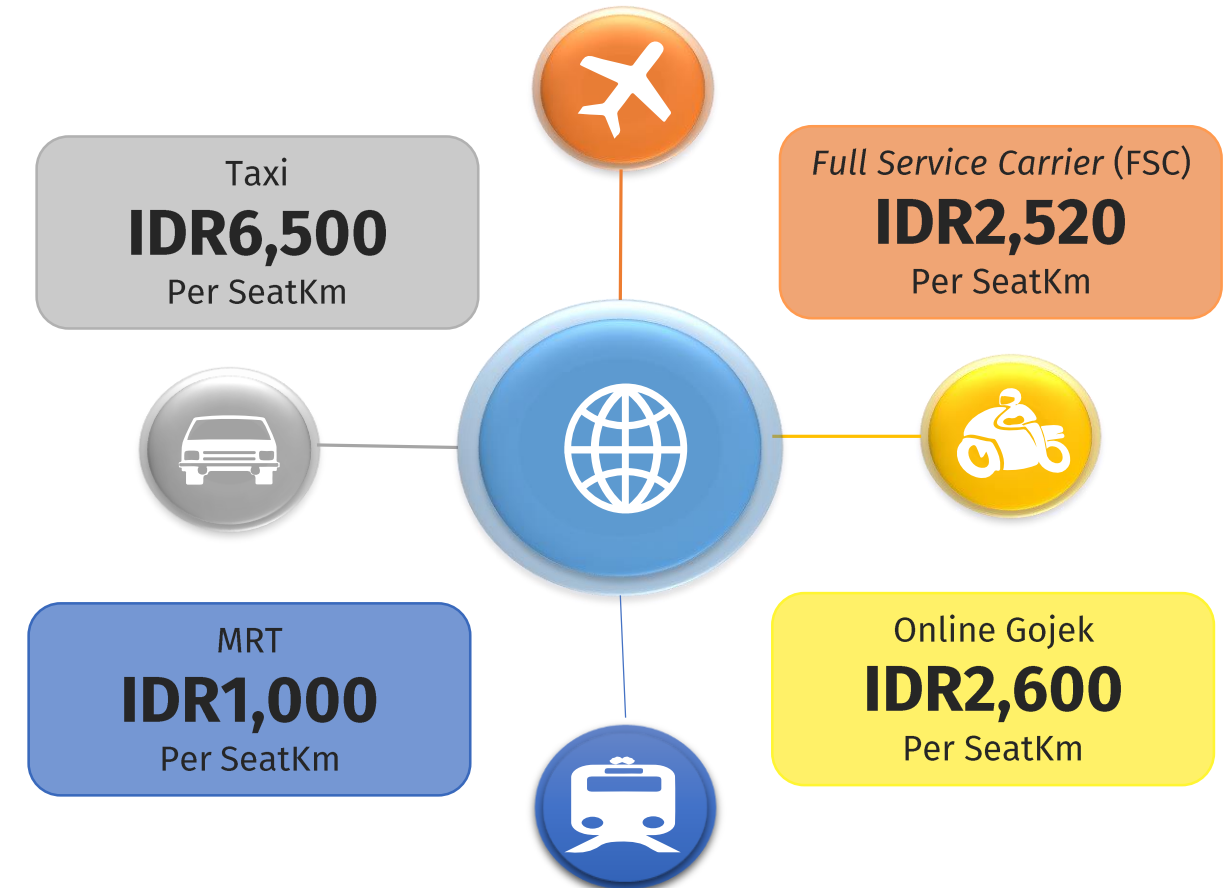 Taxi
IDR6,500
Per SeatKm
Full Service Carrier (FSC)
IDR2,520
Per SeatKm
MRT
IDR1,000
Per SeatKm
Online Gojek
IDR2,600
Per SeatKm